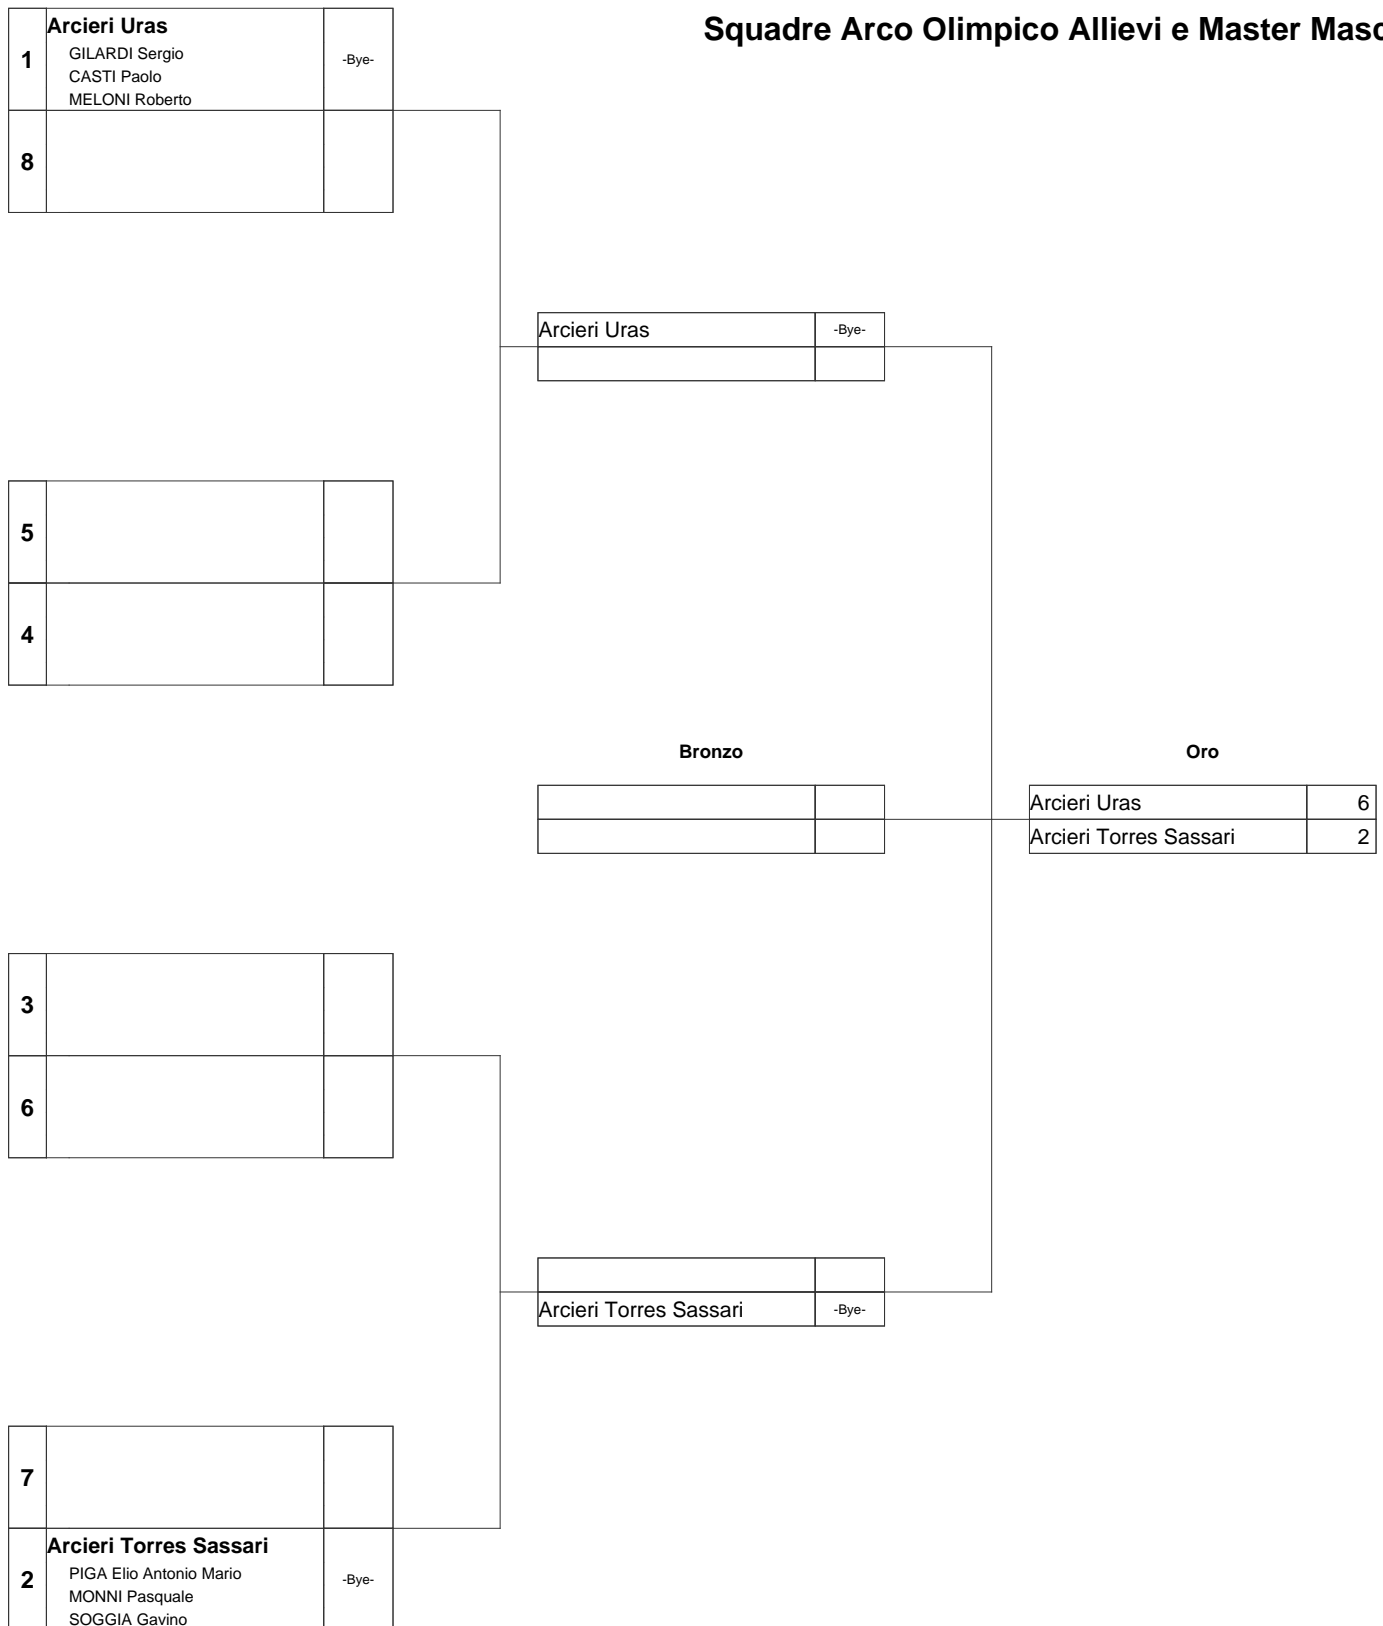 Squadre Arco Olimpico Allievi e Master
1
Arcieri Uras
GILARDI Sergio
CASTI Paolo
MELONI Roberto
-Bye-
8
Arcieri Uras
-Bye-
5
4
Bronzo
Oro
Arcieri Uras 6
Arcieri Torres Sassari 2
3
6
Arcieri Torres Sassari
-Bye-
7
2
Arcieri Torres Sassari
PIGA Elio Antonio Mario
MONNI Pasquale
SOGGIA Gavino
-Bye-